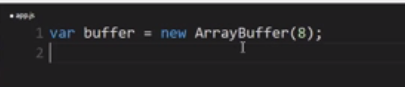 app.js
1 var buffer = new ArrayBuffer(8);
2